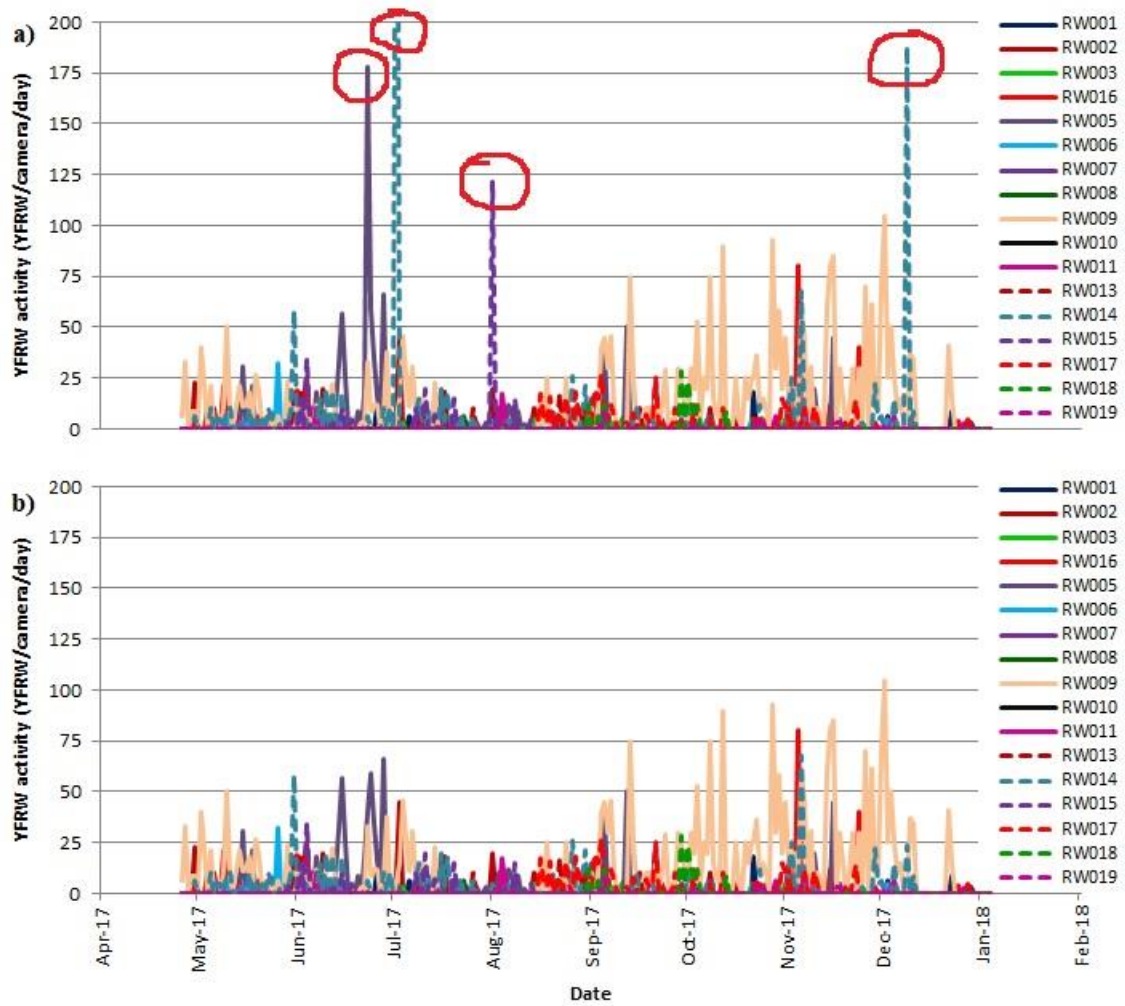 a)
YFRW activity (YFRW/camera/day)
200
175
150
125
100
75
50
25
0
RW001
RW002
RW003
RW016
RW005
RW006
RW007
RW008
RW009
RW010
RW011
RW013
RW014
RW015
RW017
RW018
RW019
b)
YFRW activity (YFRW/camera/day)
200
175
150
125
100
75
50
25
0
RW001
RW002
RW003
RW016
RW005
RW006
RW007
RW008
RW009
RW010
RW011
RW013
RW014
RW015
RW017
RW018
RW019
Apr-17
May-17
Jun-17
Jul-17
Aug-17
Sep-17
Oct-17
Nov-17
Dec-17
Jan-18
Feb-18
Date